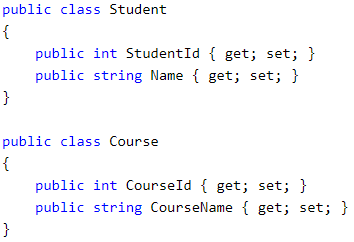 public class Student
{
    public int StudentId { get; set; }
    public string Name { get; set; }
}

public class Course
{
    public int CourseId { get; set; }
    public string CourseName { get; set; }
}